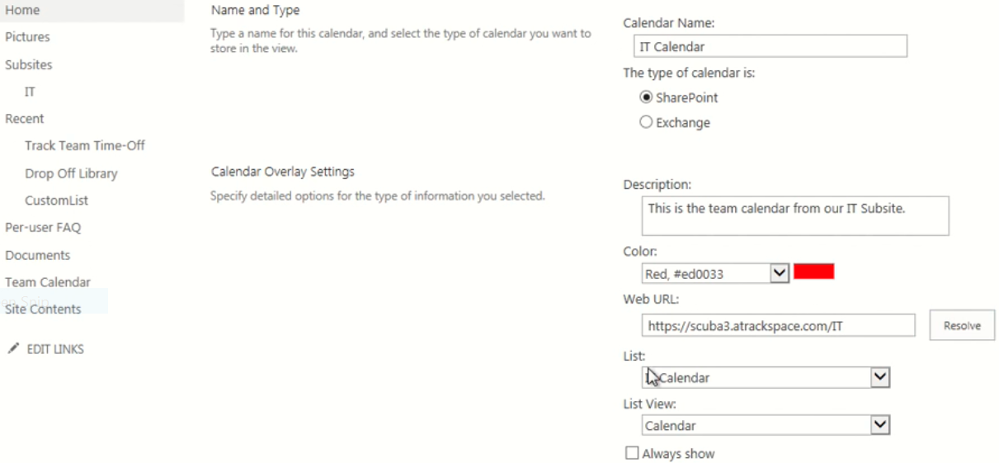 Home
Pictures
Subsites
IT
Recent
Track Team Time-Off
Drop Off Library
CustomList
Per-user FAQ
Documents
Team Calendar
Site Contents
EDIT LINKS
Name and Type
Type a name for this calendar, and select the type of calendar you want to
store in the view.
Calendar Overlay Settings
Specify detailed options for the type of information you selected.
Calendar Name:
IT Calendar
The type of calendar is:
SharePoint
Exchange
Description:
This is the team calendar from our IT Subsite.
Color:
Red, #ed0033
Web URL:
https://scuba3.atrackspace.com/IT
Resolve
List:
Calendar
List View:
Calendar
Always show